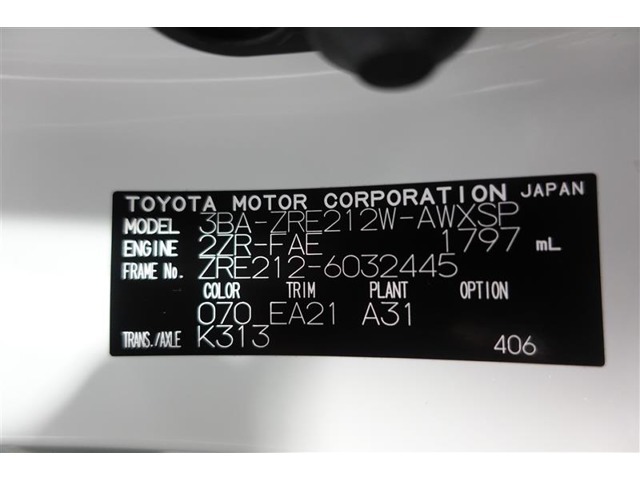 TOYOTA MOTOR CORPORATION JAPAN
MODEL 3BA-ZRE212W-AWXSP
ENGINE 2ZR-FAE 1797 mL
FRAME No. ZRE212-6032445
COLOR TRIM PLANT OPTION
070 EA21 A31
TRANS./AXLE K313
406